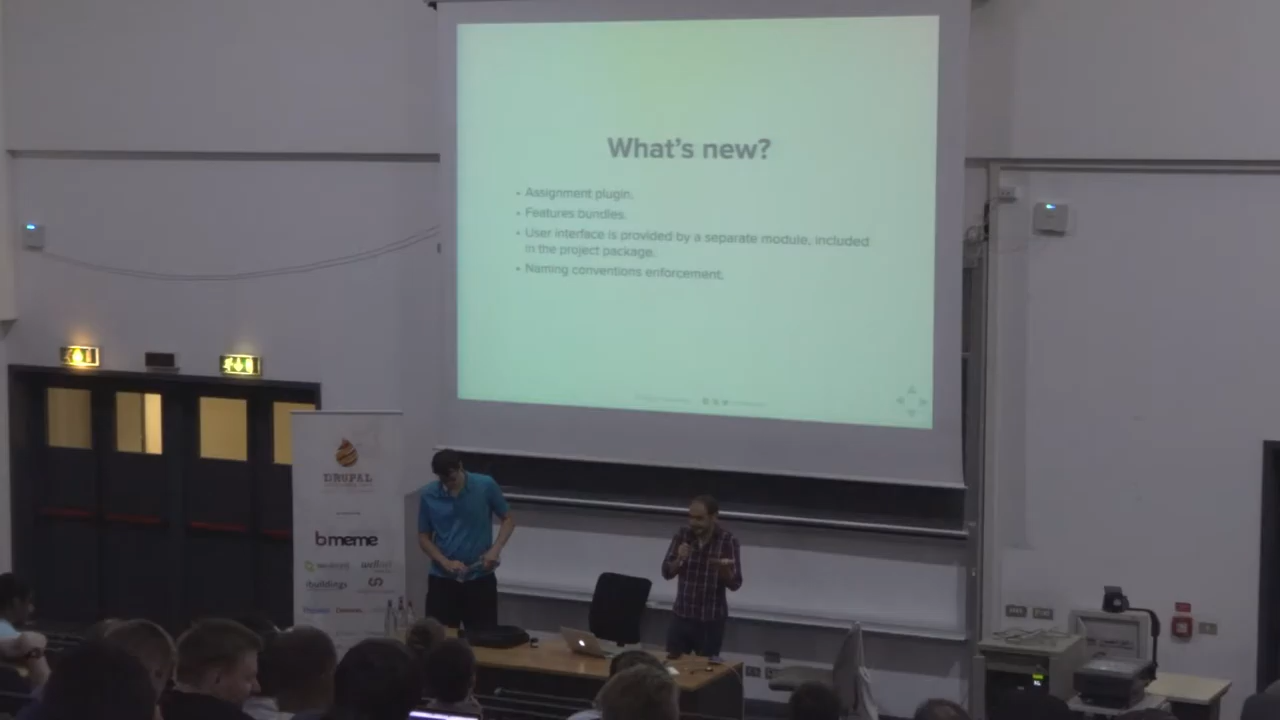 What's new?
• Assignment plugin.
• Features bundles.
• User interface is provided by a separate module, included
in the project package.
• Naming conventions enforcement.
DRUPAL
bmeme
ibuildings